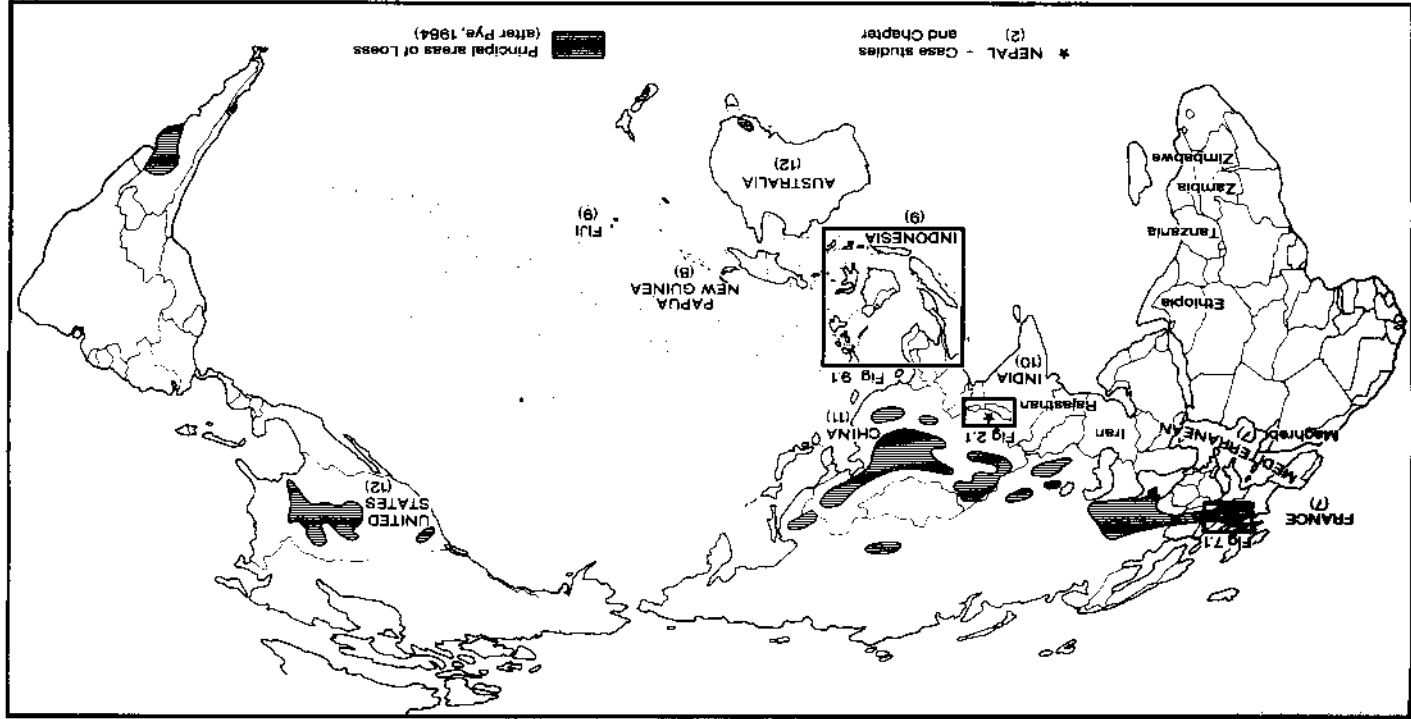 Fig 7.1
FRANCE
(7)
MEDITERRANEAN
(7)
Maghreb
UNITED
STATES
(12)
Iran
Fig 2.1
Rajasthan
INDIA
(10)
CHINA
(11)
Fig 9.1
INDONESIA
(9)
PAPUA
NEW GUINEA
(8)
FIJI
(9)
AUSTRALIA
(12)
Ethiopia
Tanzania
Zambia
Zimbabwe
★ NEPAL - Case studies
(2) and Chapter
Principal areas of Loess
(after Pye, 1984)